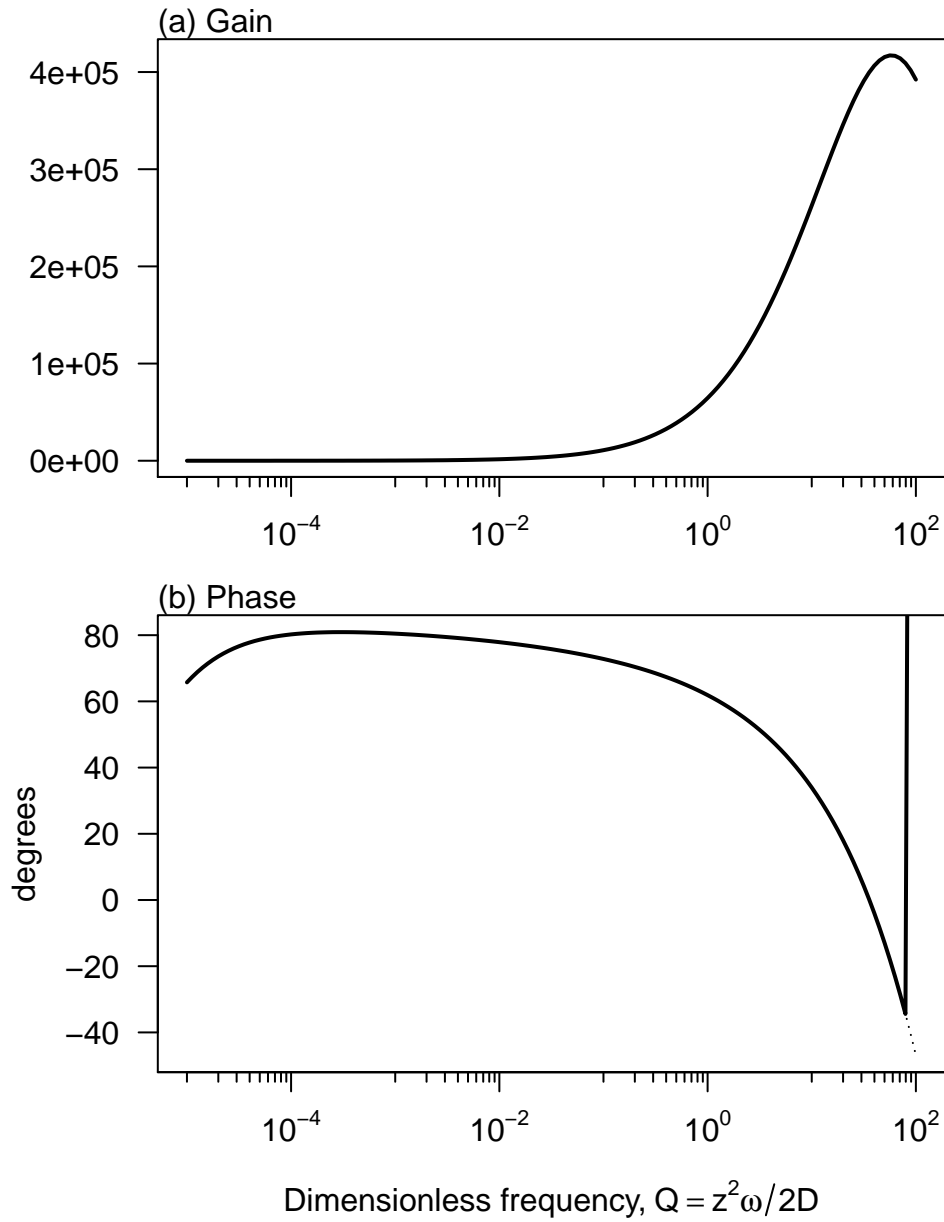 (a) Gain
4e+05
3e+05
2e+05
1e+05
0e+00
10⁻⁴ 10⁻² 10⁰ 10²
(b) Phase
80
60
40
20
0
−20
−40
degrees
10⁻⁴ 10⁻² 10⁰ 10²
Dimensionless frequency, Q = z²ω/2D